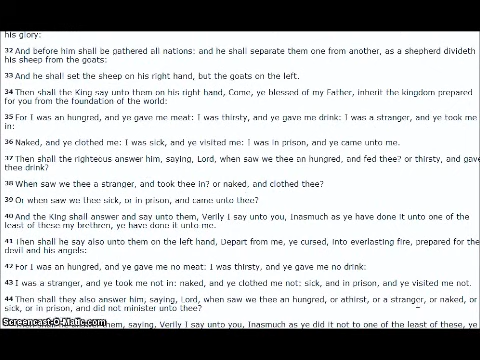 his glory:
32 And before him shall be gathered all nations: and he shall separate them one from another, as a shepherd divideth
his sheep from the goats:
33 And he shall set the sheep on his right hand, but the goats on the left.
34 Then shall the King say unto them on his right hand, Come, ye blessed of my Father, inherit the kingdom prepared
for you from the foundation of the world:
35 For I was an hungred, and ye gave me meat: I was thirsty, and ye gave me drink: I was a stranger, and ye took me
in:
36 Naked, and ye clothed me: I was sick, and ye visited me: I was in prison, and ye came unto me.
37 Then shall the righteous answer him, saying, Lord, when saw we thee an hungred, and fed thee? or thirsty, and gave
thee drink?
38 When saw we thee a stranger, and took thee in? or naked, and clothed thee?
39 Or when saw we thee sick, or in prison, and came unto thee?
40 And the King shall answer and say unto them, Verily I say unto you, Inasmuch as ye have done it unto one of the
least of these my brethren, ye have done it unto me.
41 Then shall he say also unto them on the left hand, Depart from me, ye cursed, into everlasting fire, prepared for the
devil and his angels:
42 For I was an hungred, and ye gave me no meat: I was thirsty, and ye gave me no drink:
43 I was a stranger, and ye took me not in: naked, and ye clothed me not: sick, and in prison, and ye visited me not.
44 Then shall they also answer him, saying, Lord, when saw we thee an hungred, or athirst, or a stranger, or naked, or
sick, or in prison, and did not minister unto thee?
them, saying, Verily I say unto you, Inasmuch as ye did it not to one of the least of these, ye
Screencast-O-Matic.com